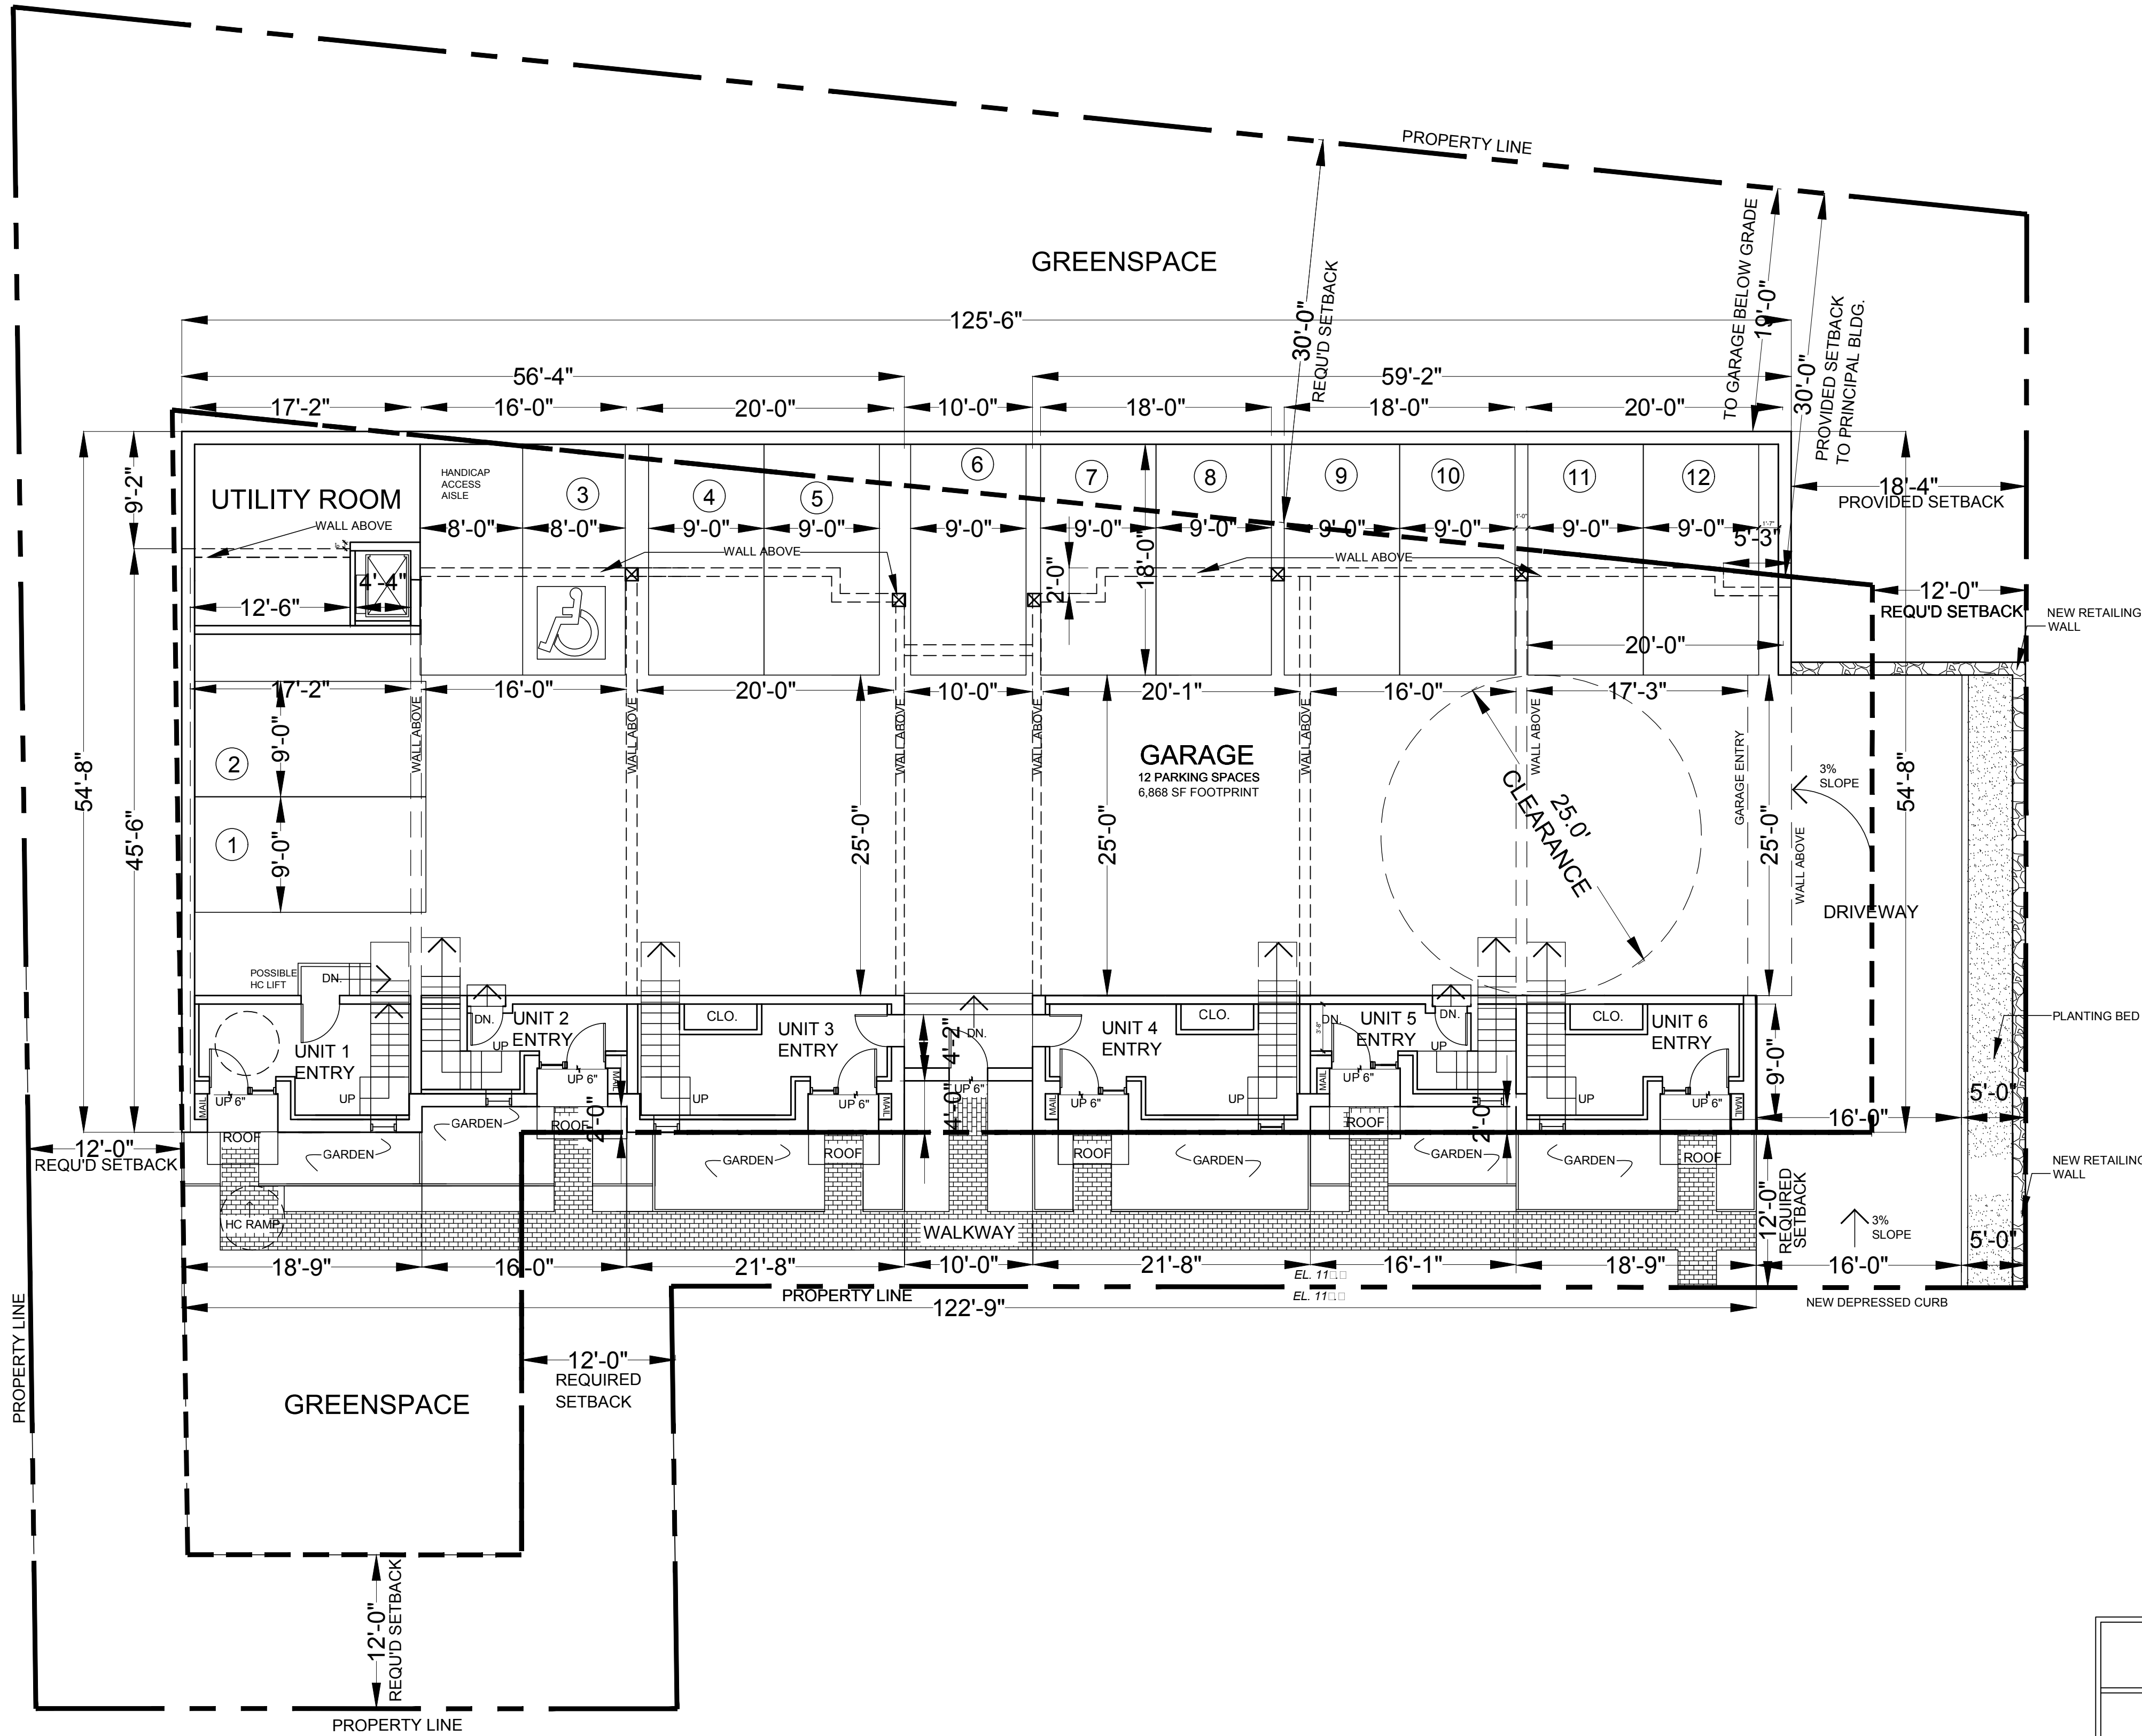 PROPERTY LINE
GREENSPACE
30'-0"
REQU'D SETBACK
TO GARAGE BELOW GRADE
19'-0"
30'-0"
PROVIDED SETBACK
TO PRINCIPAL BLDG.
125'-6"
56'-4"
59'-2"
17'-2"
16'-0"
20'-0"
10'-0"
18'-0"
18'-0"
20'-0"
9'-2"
54'-8"
45'-6"
UTILITY ROOM
WALL ABOVE
HANDICAP
ACCESS
AISLE
3
4
5
6
7
8
9
10
11
12
8'-0"
8'-0"
9'-0"
9'-0"
9'-0"
9'-0"
9'-0"
9'-0"
9'-0"
1'-0"
9'-0"
9'-0"
1'-7"
5'-3"
18'-4"
PROVIDED SETBACK
WALL ABOVE
WALL ABOVE
2'-0"
18'-0"
4'-4"
12'-6"
12'-0"
REQU'D SETBACK
NEW RETAILING
WALL
20'-0"
17'-2"
16'-0"
20'-0"
10'-0"
20'-1"
16'-0"
17'-3"
WALL ABOVE
WALL ABOVE
WALL ABOVE
WALL ABOVE
WALL ABOVE
WALL ABOVE
GARAGE ENTRY
WALL ABOVE
2
9'-0"
1
9'-0"
GARAGE
12 PARKING SPACES
6,868 SF FOOTPRINT
25'-0"
25'-0"
25.0'
CLEARANCE
25'-0"
3%
SLOPE
54'-8"
DRIVEWAY
POSSIBLE
HC LIFT
DN.
UNIT 1
ENTRY
UP
UP 6"
MAIL
DN.
UNIT 2
ENTRY
UP
UP 6"
MAIL
CLO.
UNIT 3
ENTRY
UP
UP 6"
MAIL
4'-2"
DN.
UP 6"
4'-0"
UNIT 4
ENTRY
CLO.
UP 6"
MAIL
UP
3'-8"
DN.
UNIT 5
ENTRY
DN.
UP
UP 6"
MAIL
CLO.
UNIT 6
ENTRY
UP
UP 6"
MAIL
9'-0"
PLANTING BED
16'-0"
5'-0"
12'-0"
REQU'D SETBACK
ROOF
GARDEN
GARDEN
ROOF
2'-0"
GARDEN
ROOF
ROOF
GARDEN
ROOF
GARDEN
2'-0"
GARDEN
ROOF
NEW RETAILING
WALL
12'-0"
REQUIRED
SETBACK
HC RAMP
WALKWAY
3%
SLOPE
5'-0"
18'-9"
16'-0"
21'-8"
10'-0"
21'-8"
16'-1"
18'-9"
16'-0"
EL. 11
EL. 11
PROPERTY LINE
122'-9"
NEW DEPRESSED CURB
PROPERTY LINE
12'-0"
REQUIRED
SETBACK
GREENSPACE
12'-0"
REQU'D SETBACK
PROPERTY LINE